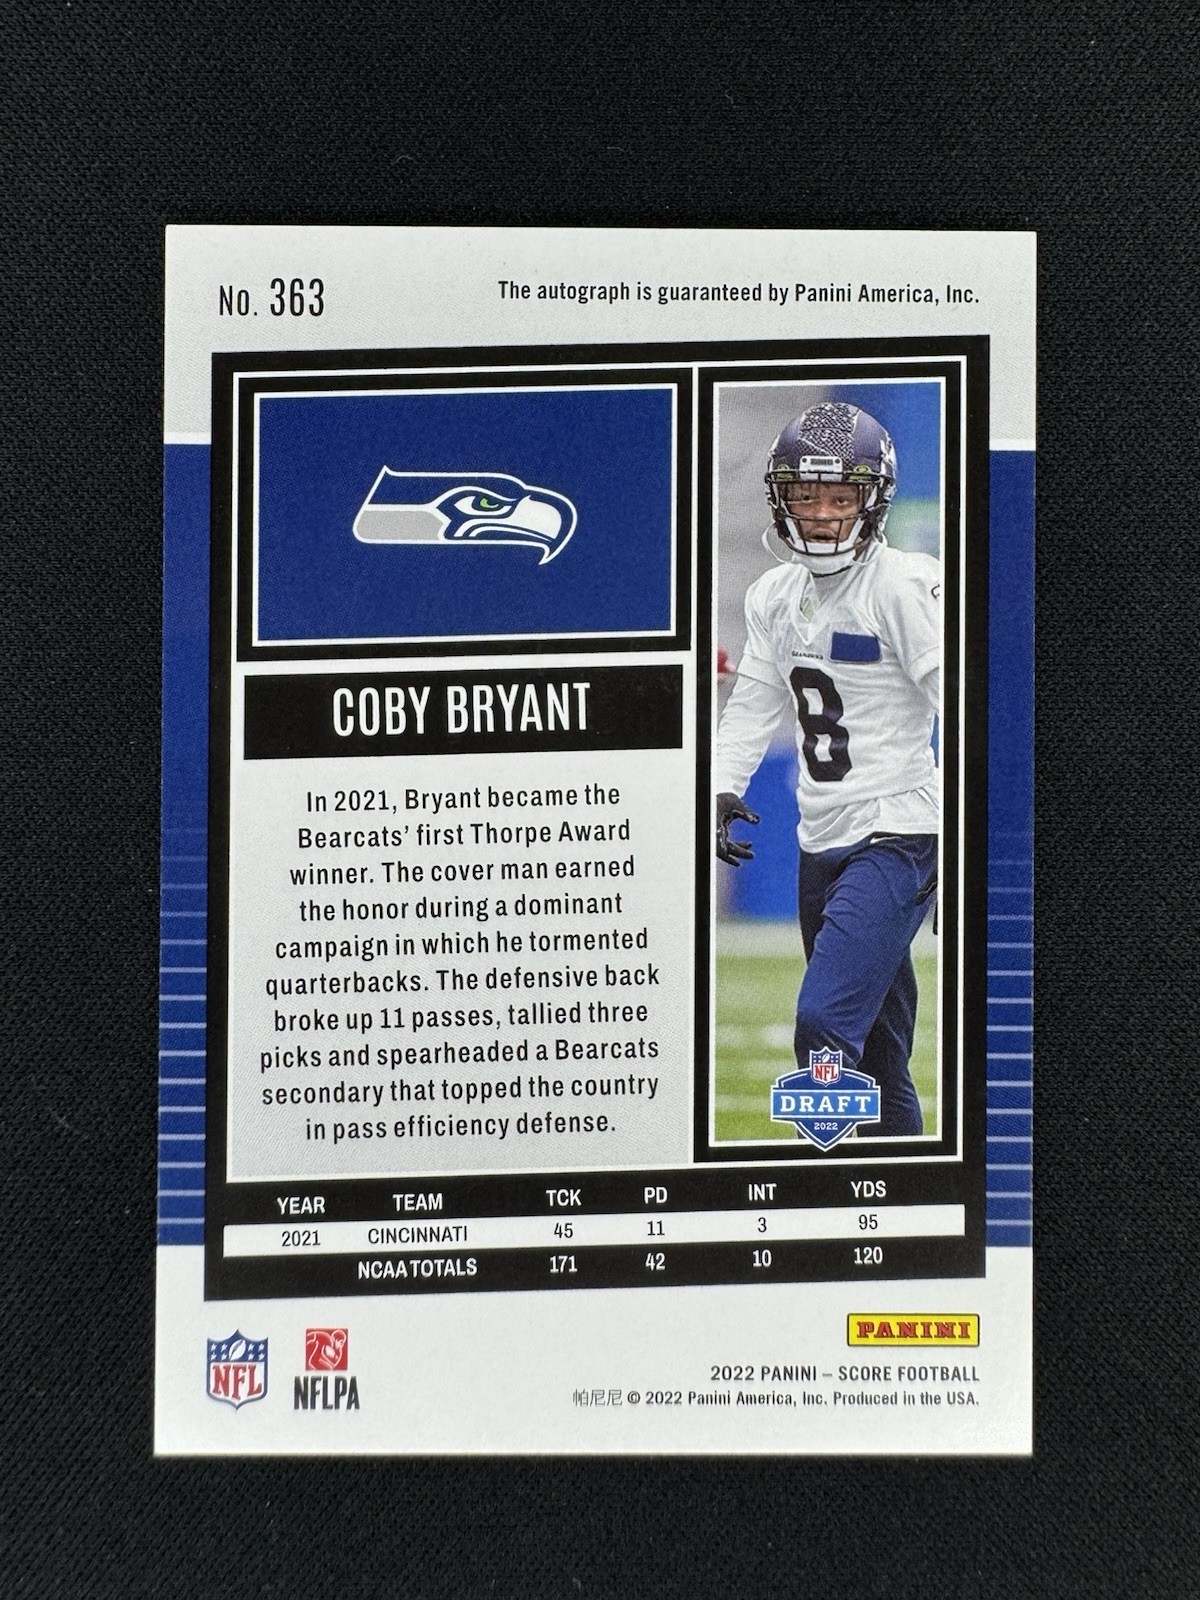 No. 363
The autograph is guaranteed by Panini America, Inc.
COBY BRYANT
In 2021, Bryant became the
Bearcats' first Thorpe Award
winner. The cover man earned
the honor during a dominant
campaign in which he tormented
quarterbacks. The defensive back
broke up 11 passes, tallied three
picks and spearheaded a Bearcats
secondary that topped the country
in pass efficiency defense.
8
NFL
DRAFT
2022
YEAR TEAM TCK PD INT YDS
2021 CINCINNATI 45 11 3 95
NCAA TOTALS 171 42 10 120
NFL
NFLPA
PANINI
2022 PANINI – SCORE FOOTBALL
帕尼尼 © 2022 Panini America, Inc. Produced in the USA.